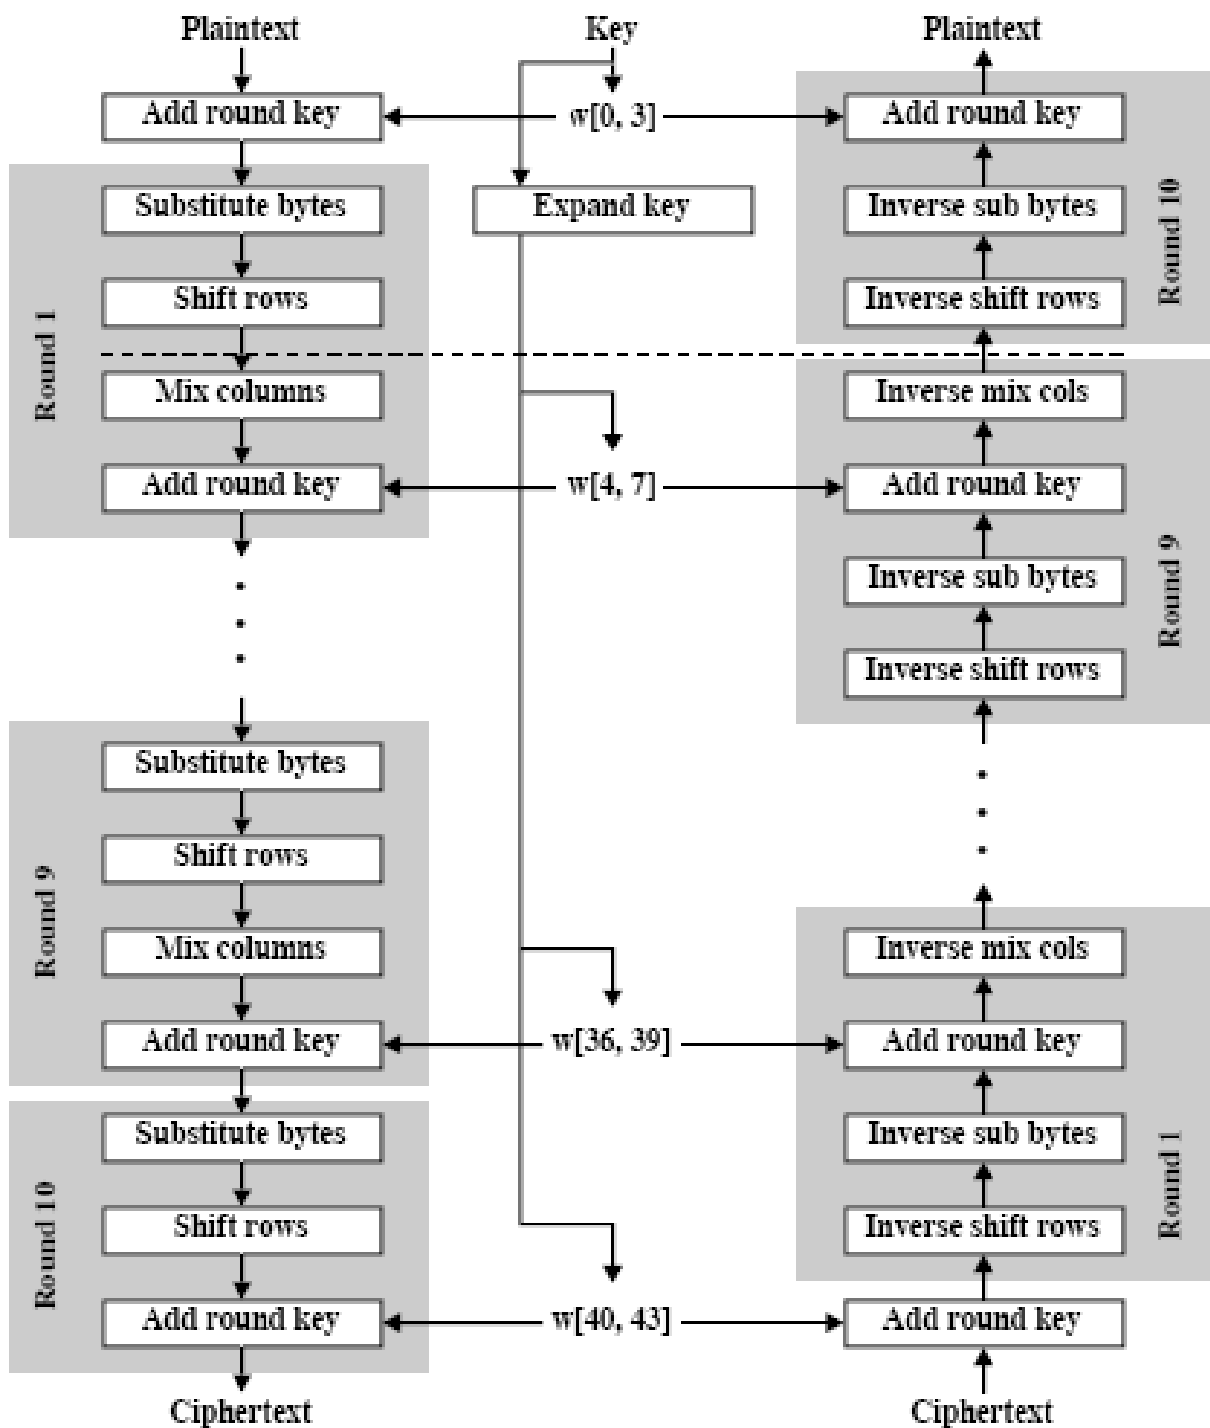 Plaintext
Key
Plaintext
Add round key
w[0, 3]
Add round key
Substitute bytes
Expand key
Inverse sub bytes
Round 10
Shift rows
Inverse shift rows
Round 1
Mix columns
Inverse mix cols
Add round key
w[4, 7]
Add round key
Inverse sub bytes
Round 9
Inverse shift rows
Substitute bytes
Shift rows
Round 9
Mix columns
Inverse mix cols
Add round key
w[36, 39]
Add round key
Substitute bytes
Inverse sub bytes
Round 1
Shift rows
Inverse shift rows
Round 10
Add round key
w[40, 43]
Add round key
Ciphertext
Ciphertext